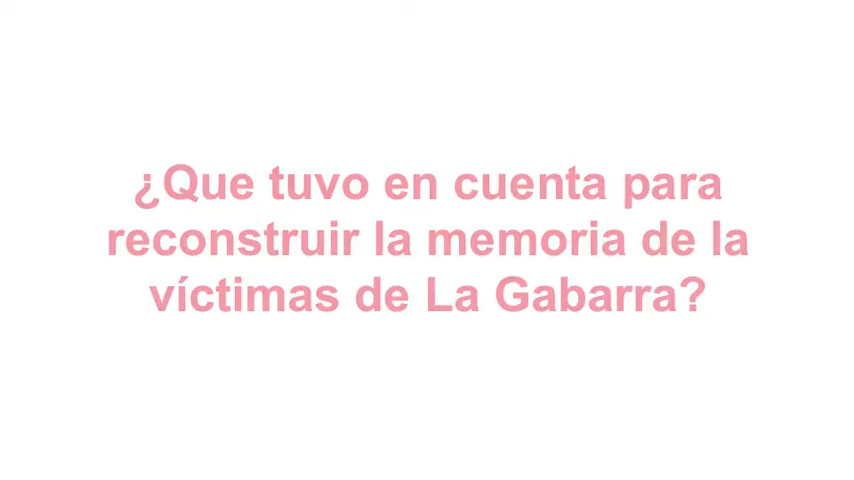 ¿Que tuvo en cuenta para
reconstruir la memoria de la
víctimas de La Gabarra?